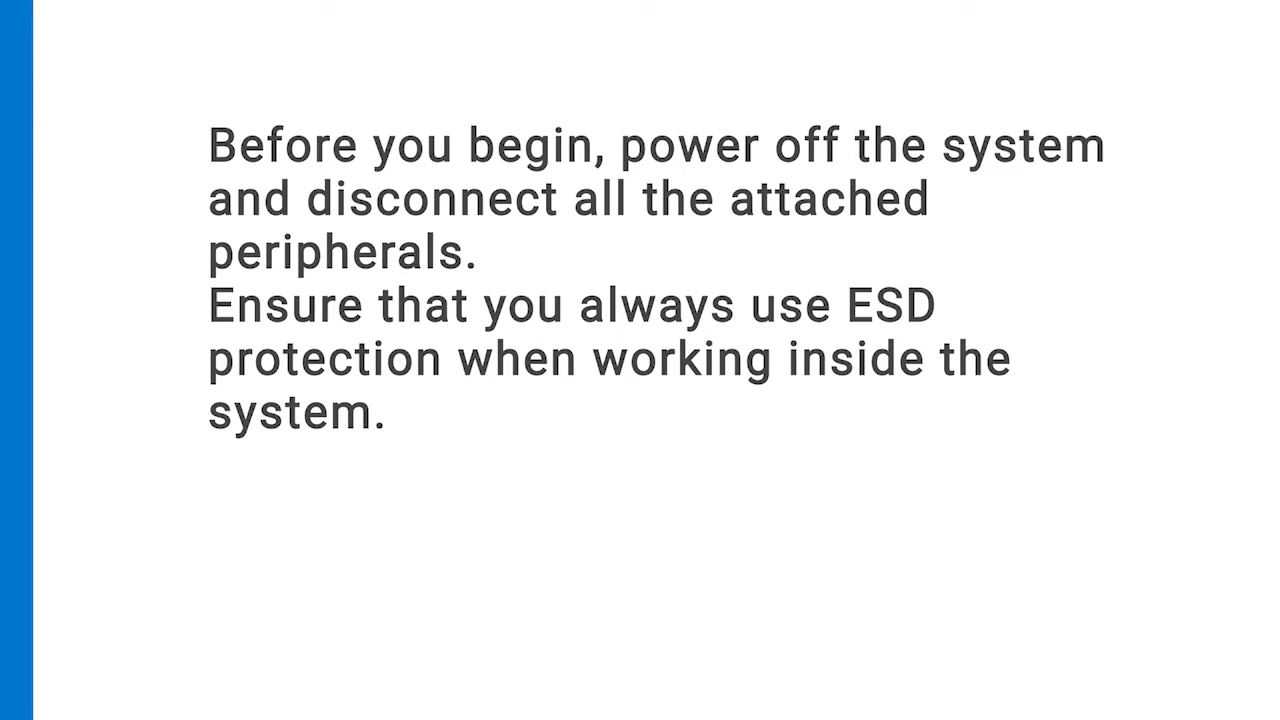 Before you begin, power off the system
and disconnect all the attached
peripherals.
Ensure that you always use ESD
protection when working inside the
system.